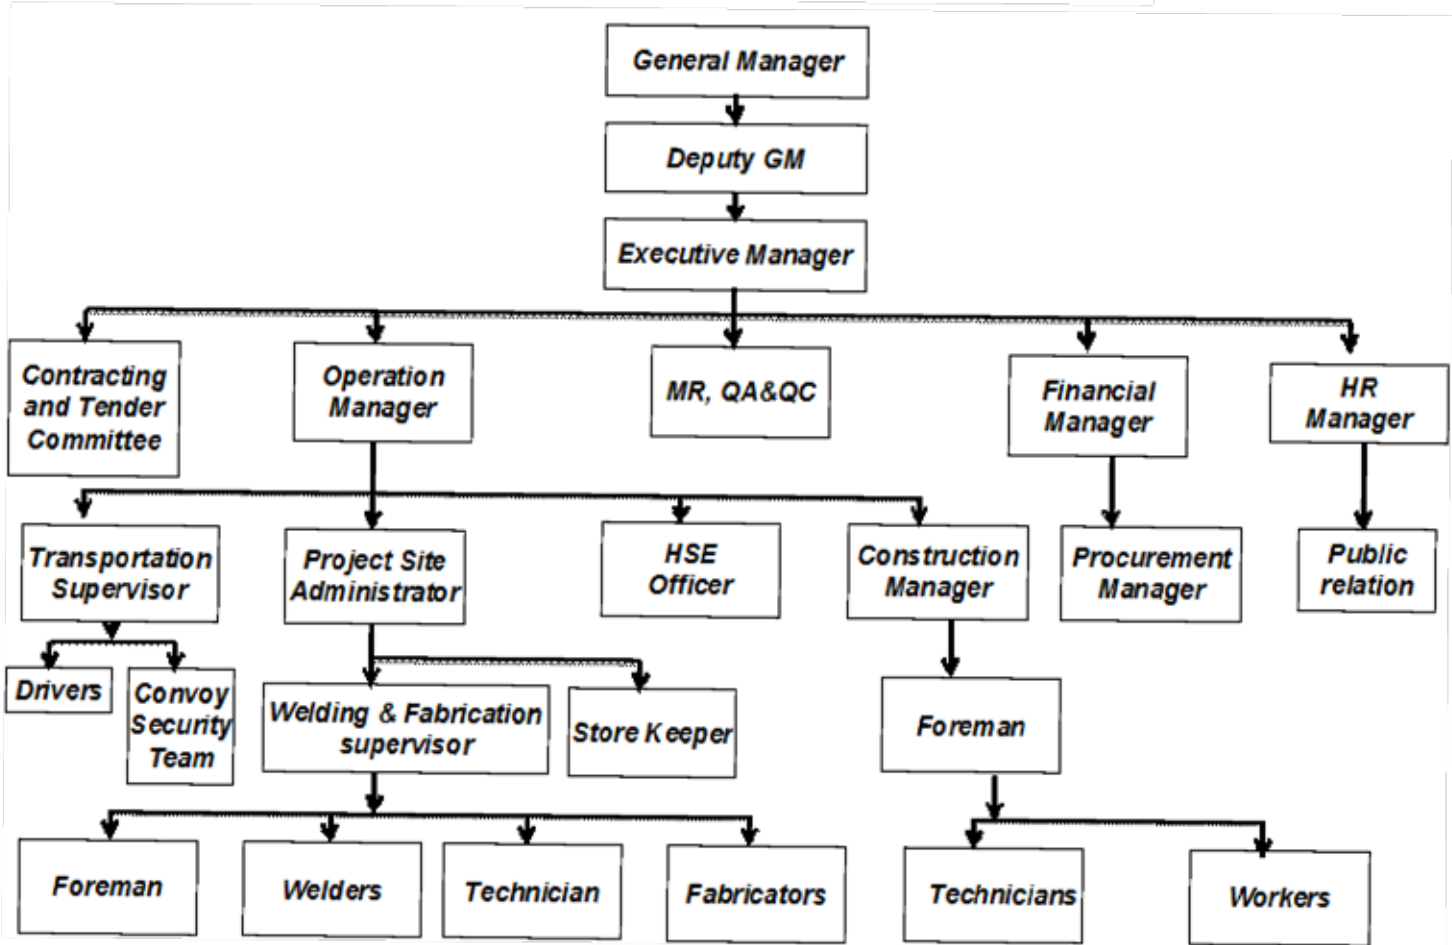 General Manager
Deputy GM
Executive Manager
Contracting
and Tender
Committee
Operation
Manager
MR, QA&QC
Financial
Manager
HR
Manager
Transportation
Supervisor
Project Site
Administrator
HSE
Officer
Construction
Manager
Procurement
Manager
Public
relation
Drivers
Convoy
Security
Team
Welding & Fabrication
supervisor
Store Keeper
Foreman
Foreman
Welders
Technician
Fabricators
Technicians
Workers